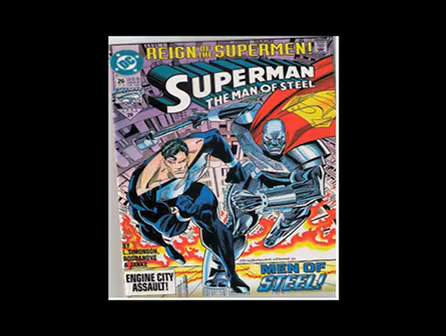 REIGN OF THE SUPERMEN!
DC
26
SUPERMAN
THE MAN OF STEEL
BY
SIMONSON,
BOGDANOVE
& JANKE
ENGINE CITY
ASSAULT!
MEN OF
STEEL!